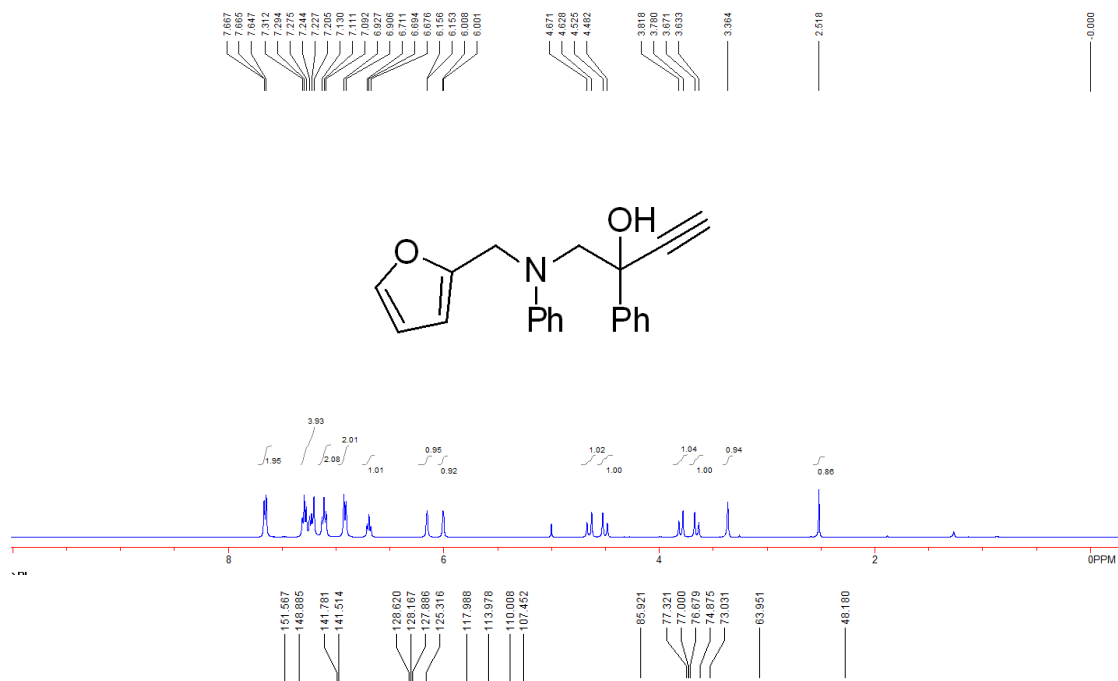 7.667 7.665 7.647 7.312 7.294 7.275 7.244 7.227 7.205 7.130 7.111 7.092 6.927 6.906 6.711 6.694 6.676 6.156 6.153 6.008 6.001 4.671 4.628 4.525 4.482 3.818 3.780 3.671 3.633 3.364 2.518 -0.000
OH
O
N
Ph Ph
3.93
1.95 2.08 2.01 1.01 0.95 0.92 1.02 1.00 1.04 1.00 0.94 0.86
8 6 4 2 0PPM
151.567 148.885 141.781 141.514 128.620 128.167 127.886 125.316 117.988 113.978 110.008 107.452 85.921 77.321 77.000 76.679 74.875 73.031 63.951 48.180